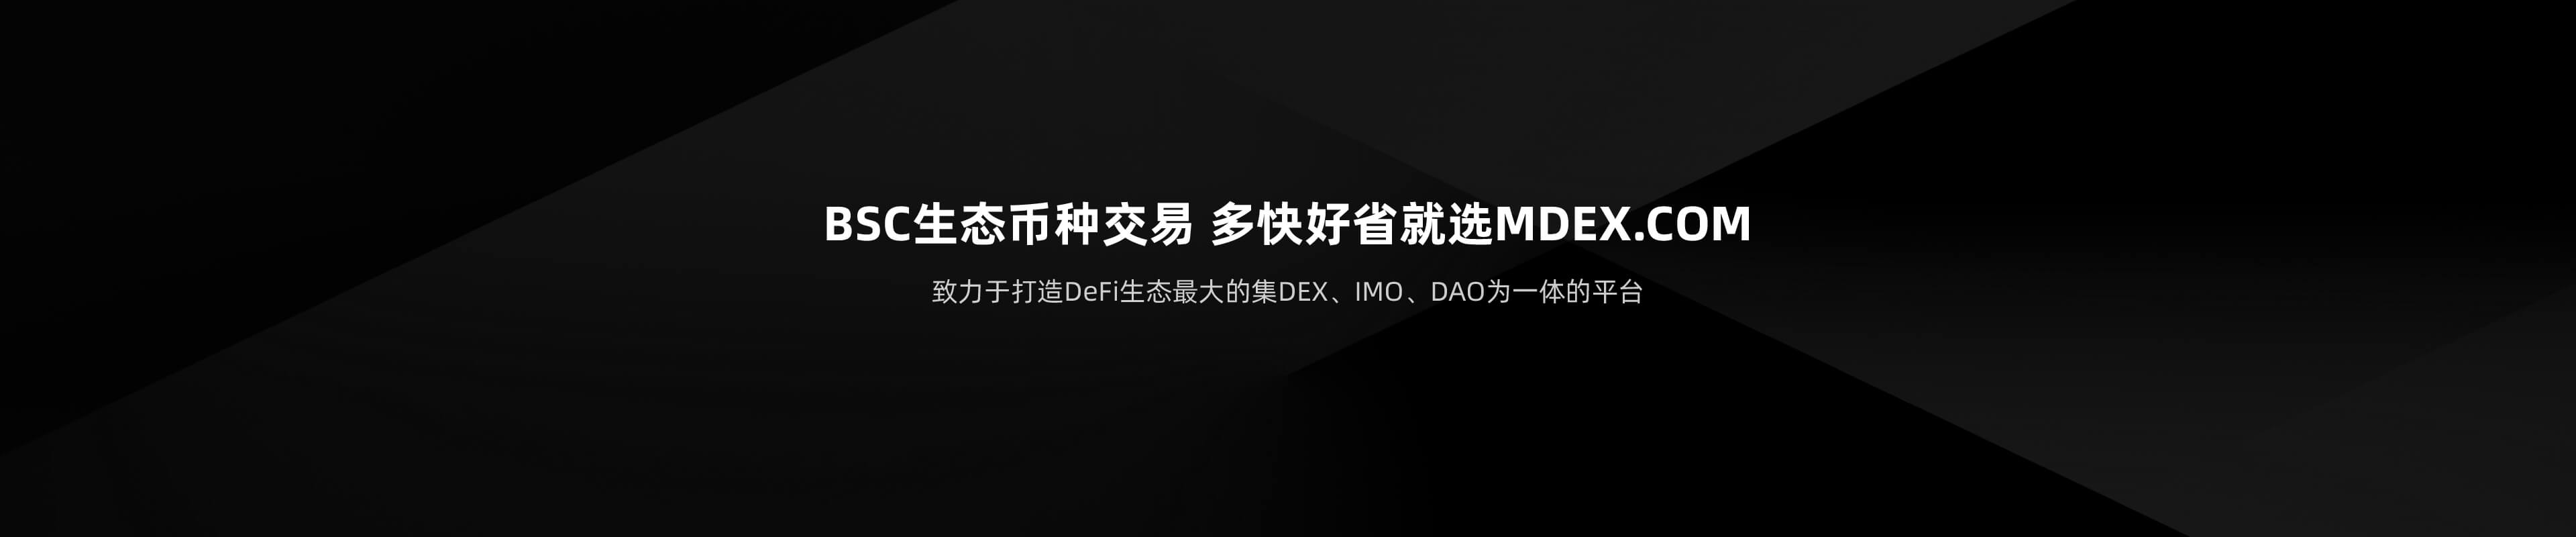 BSC生态币种交易 多快好省就选MDEX.COM
致力于打造DeFi生态最大的集DEX、IMO、DAO为一体的平台